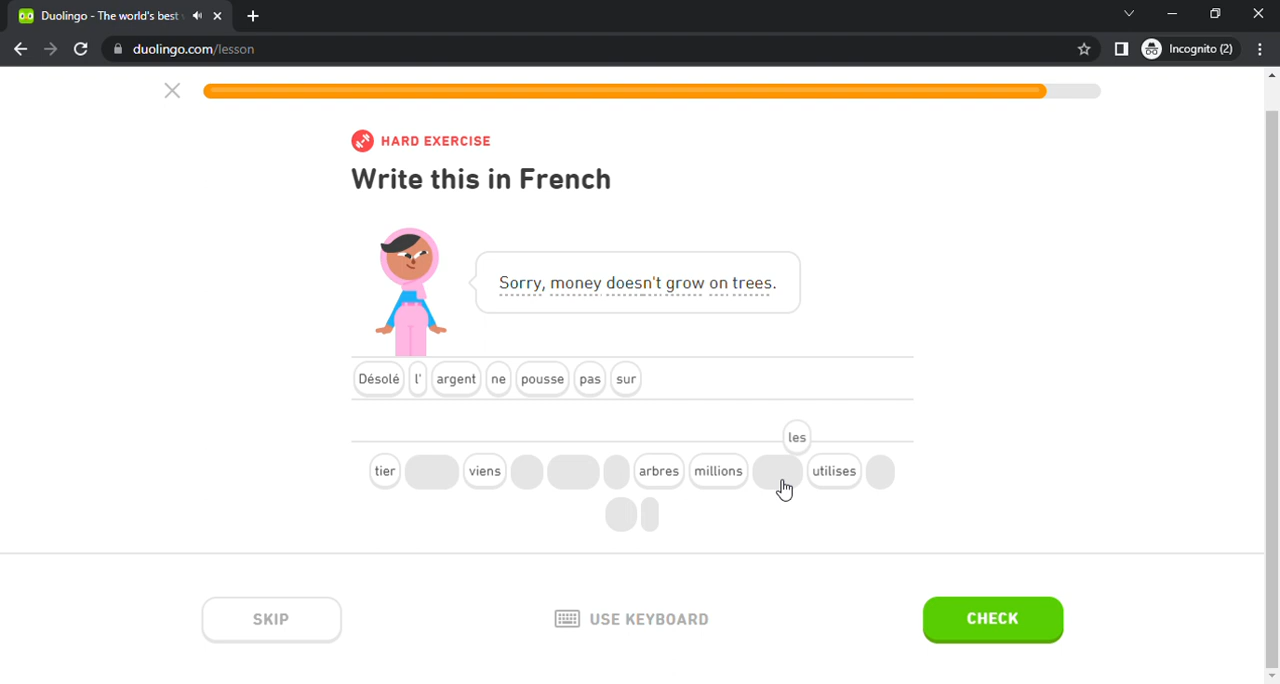 Duolingo - The world's best
duolingo.com/lesson
Incognito (2)
HARD EXERCISE
Write this in French
Sorry, money doesn't grow on trees.
Désolé l' argent ne pousse pas sur
les
tier viens arbres millions utilises
SKIP
USE KEYBOARD
CHECK